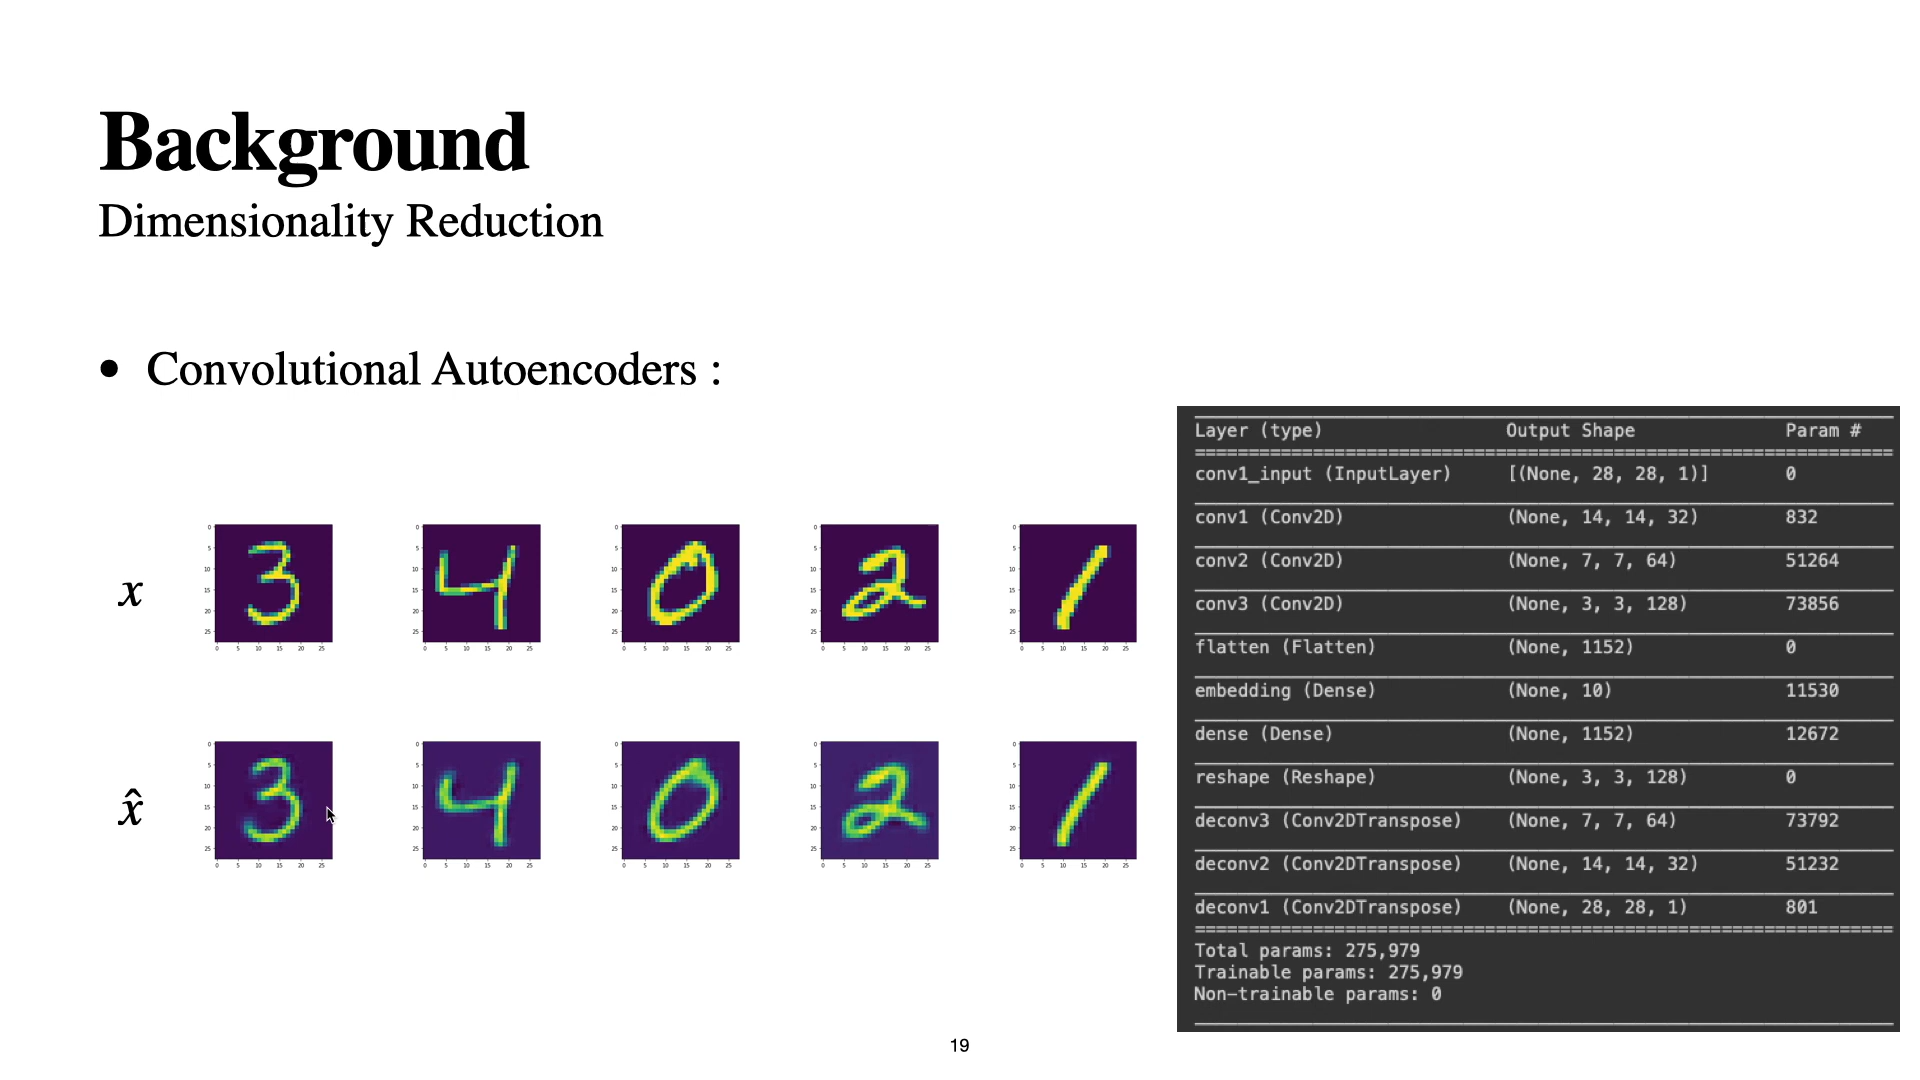 Background
Dimensionality Reduction
• Convolutional Autoencoders :
x
x̂
Layer (type) Output Shape Param #
conv1_input (InputLayer) [(None, 28, 28, 1)] 0
conv1 (Conv2D) (None, 14, 14, 32) 832
conv2 (Conv2D) (None, 7, 7, 64) 51264
conv3 (Conv2D) (None, 3, 3, 128) 73856
flatten (Flatten) (None, 1152) 0
embedding (Dense) (None, 10) 11530
dense (Dense) (None, 1152) 12672
reshape (Reshape) (None, 3, 3, 128) 0
deconv3 (Conv2DTranspose) (None, 7, 7, 64) 73792
deconv2 (Conv2DTranspose) (None, 14, 14, 32) 51232
deconv1 (Conv2DTranspose) (None, 28, 28, 1) 801
Total params: 275,979
Trainable params: 275,979
Non-trainable params: 0
19